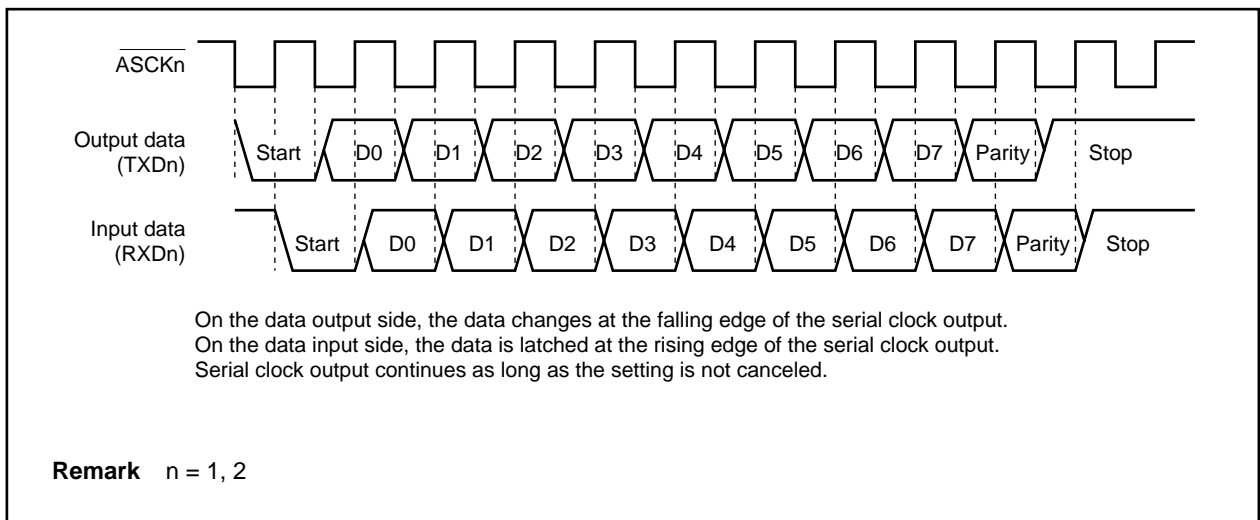 ASCKn
Output data
(TXDn)
Start D0 D1 D2 D3 D4 D5 D6 D7 Parity Stop
Input data
(RXDn)
Start D0 D1 D2 D3 D4 D5 D6 D7 Parity Stop
On the data output side, the data changes at the falling edge of the serial clock output.
On the data input side, the data is latched at the rising edge of the serial clock output.
Serial clock output continues as long as the setting is not canceled.
Remark n = 1, 2